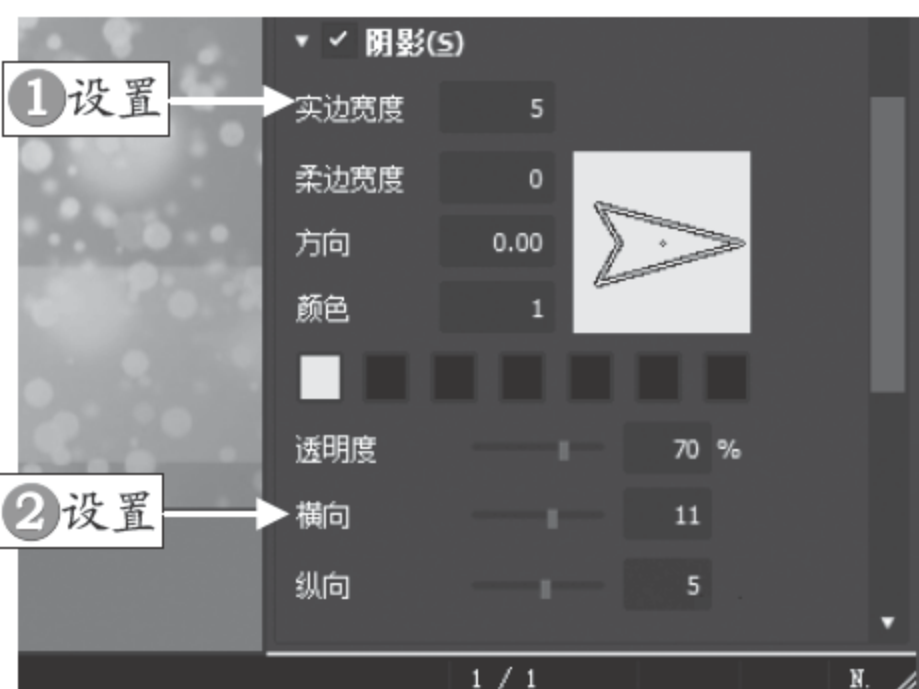 阴影(S)
1 设置
实边宽度 5
柔边宽度 0
方向 0.00
颜色 1
透明度 70 %
2 设置
横向 11
纵向 5
1 / 1
N.